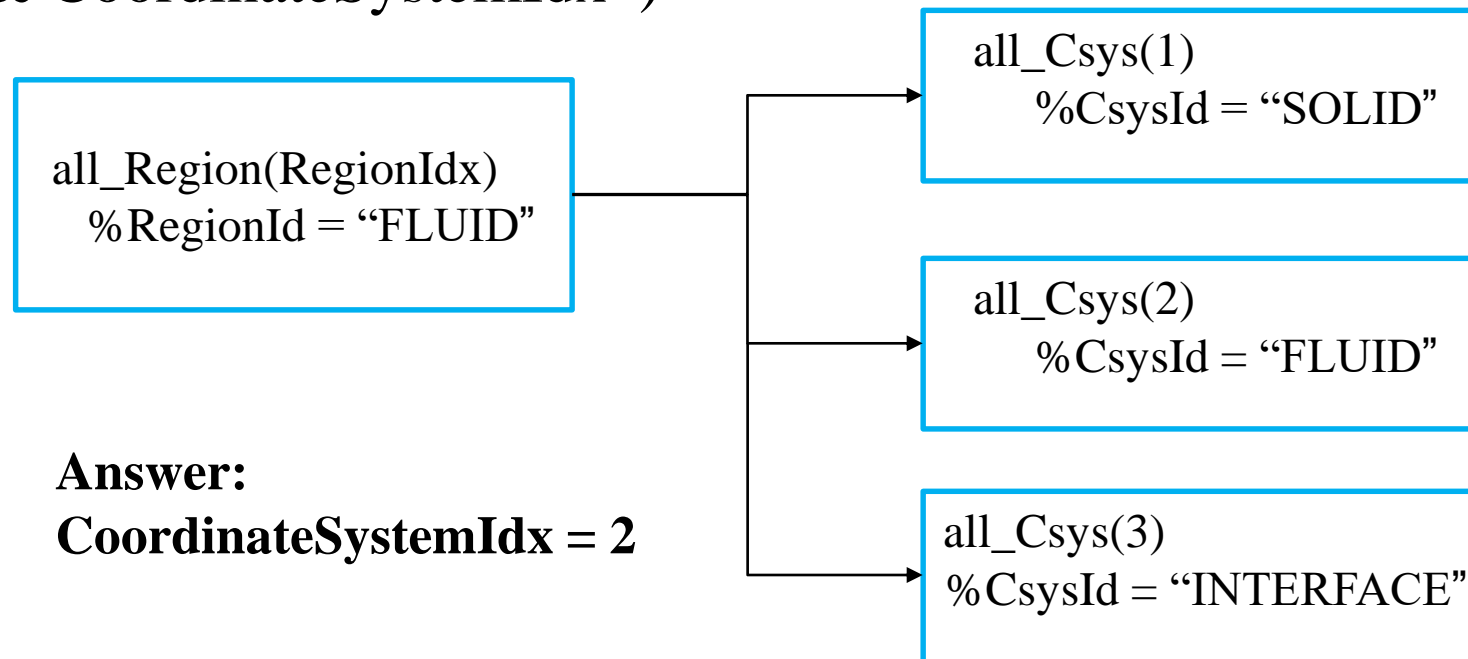 CoordinateSystemIdx”)
all_Region(RegionIdx)
%RegionId = “FLUID”
Answer:
CoordinateSystemIdx = 2
all_Csys(1)
%CsysId = “SOLID”
all_Csys(2)
%CsysId = “FLUID”
all_Csys(3)
%CsysId = “INTERFACE”